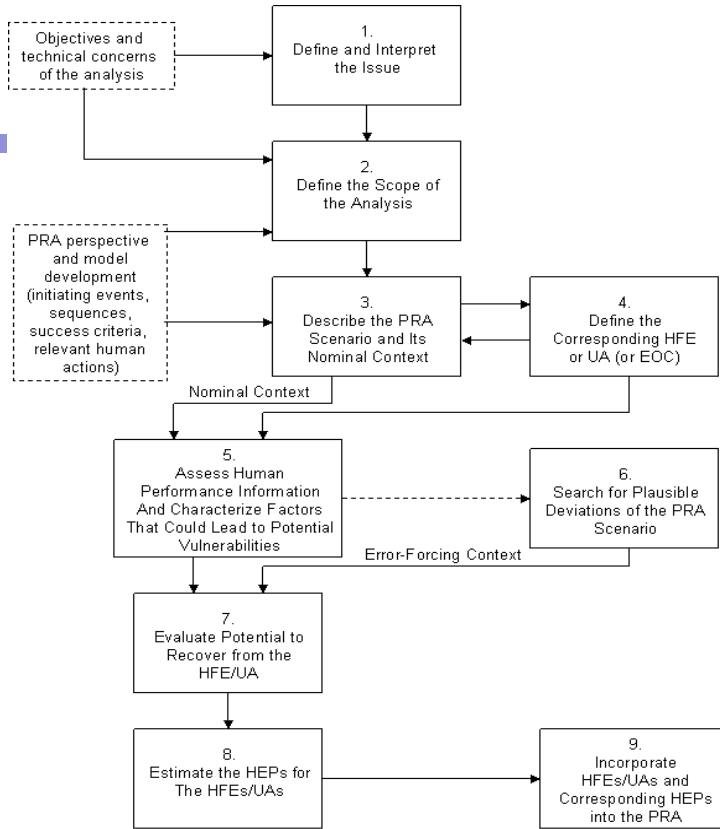 Objectives and
technical concerns
of the analysis
1.
Define and Interpret
the Issue
2.
Define the Scope of
the Analysis
PRA perspective
and model
development
(initiating events,
sequences,
success criteria,
relevant human
actions)
3.
Describe the PRA
Scenario and Its
Nominal Context
4.
Define the
Corresponding HFE
or UA (or EOC)
Nominal Context
5.
Assess Human
Performance Information
And Characterize Factors
That Could Lead to Potential
Vulnerabilities
6.
Search for Plausible
Deviations of the PRA
Scenario
Error-Forcing Context
7.
Evaluate Potential to
Recover from the
HFE/UA
8.
Estimate the HEPs for
The HFEs/UAs
9.
Incorporate
HFEs/UAs and
Corresponding HEPs
into the PRA